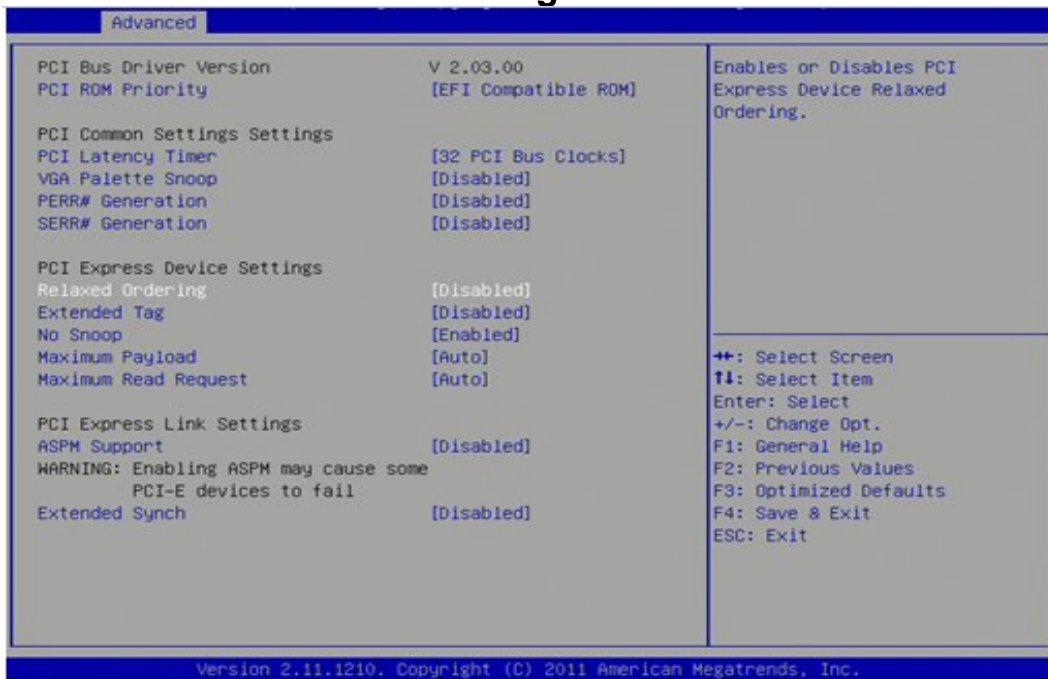 Advanced
PCI Bus Driver Version V 2.03.00
PCI ROM Priority [EFI Compatible ROM]
PCI Common Settings Settings
PCI Latency Timer [32 PCI Bus Clocks]
VGA Palette Snoop [Disabled]
PERR# Generation [Disabled]
SERR# Generation [Disabled]
PCI Express Device Settings
Relaxed Ordering [Disabled]
Extended Tag [Disabled]
No Snoop [Enabled]
Maximum Payload [Auto]
Maximum Read Request [Auto]
PCI Express Link Settings
ASPM Support [Disabled]
WARNING: Enabling ASPM may cause some
PCI-E devices to fail
Extended Synch [Disabled]
Enables or Disables PCI
Express Device Relaxed
Ordering.
→←: Select Screen
↑↓: Select Item
Enter: Select
+/-: Change Opt.
F1: General Help
F2: Previous Values
F3: Optimized Defaults
F4: Save & Exit
ESC: Exit
Version 2.11.1210. Copyright (C) 2011 American Megatrends, Inc.